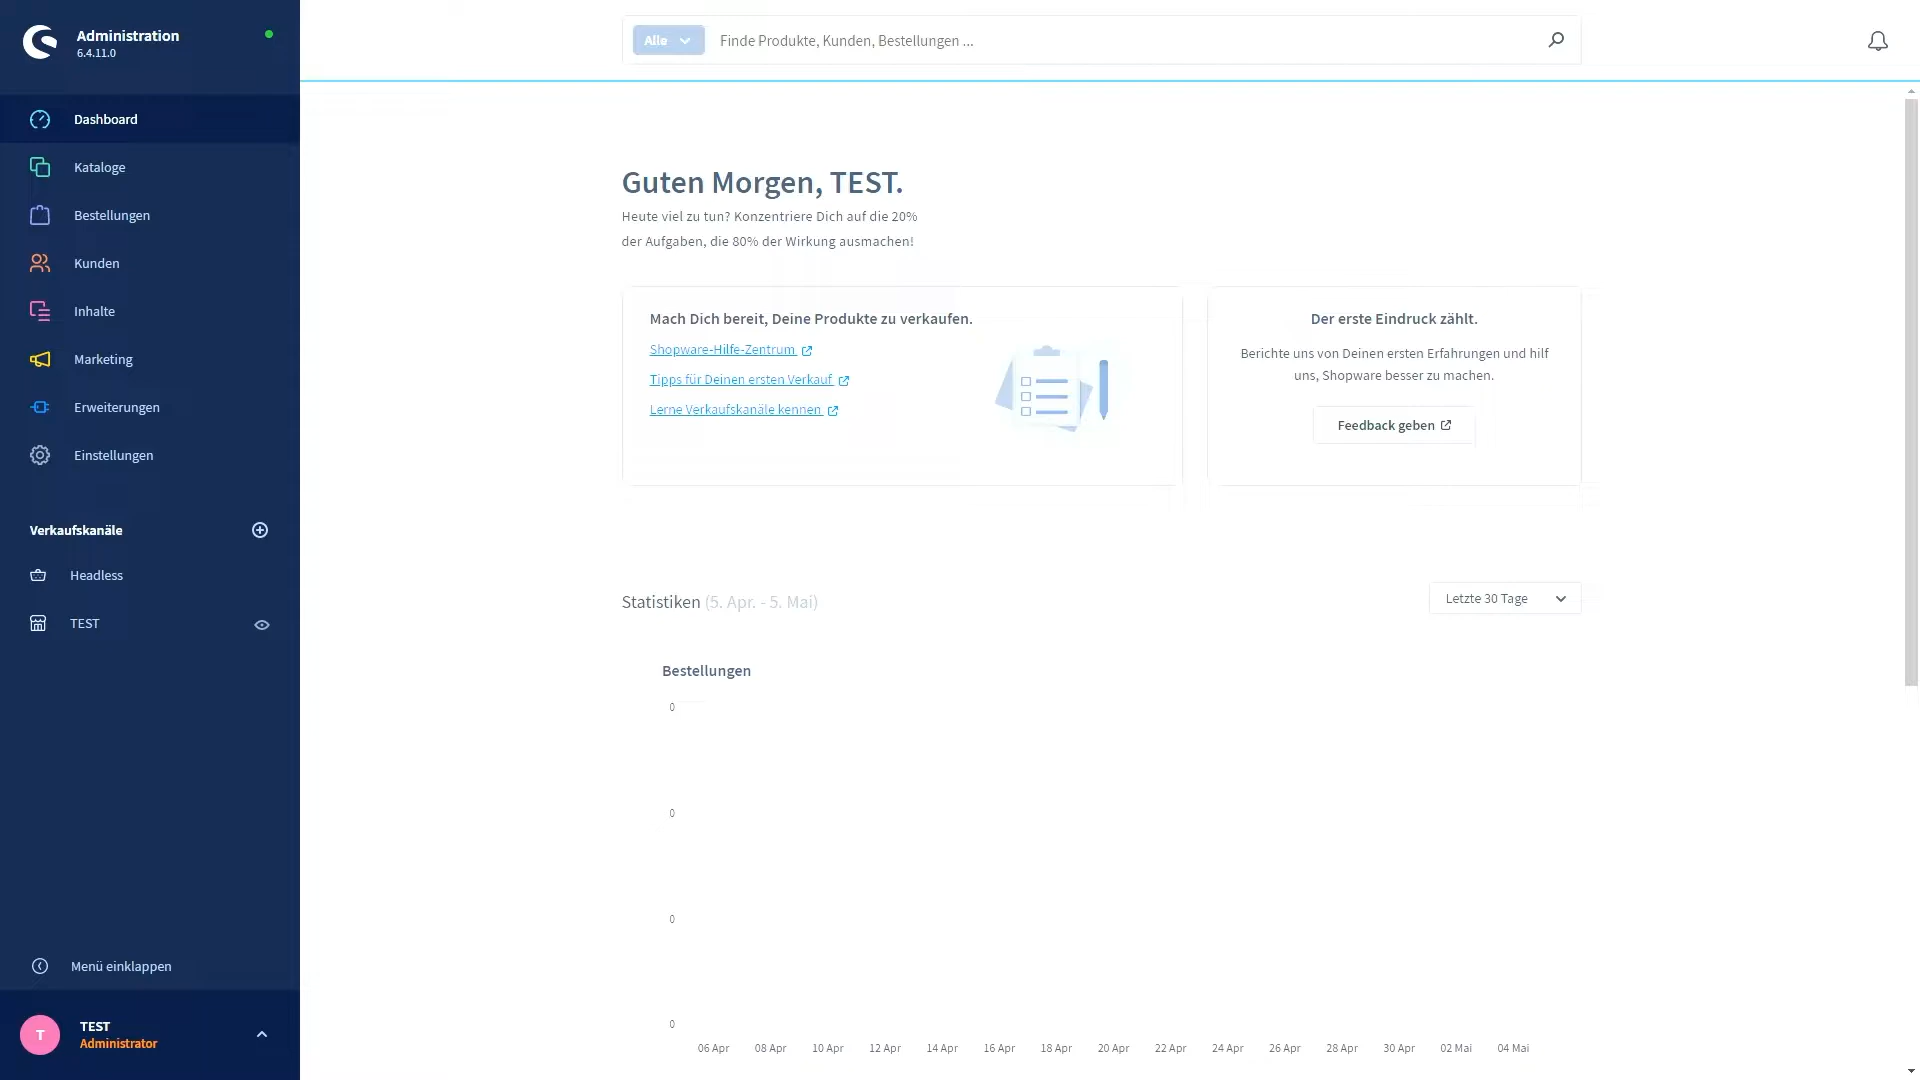 Administration
6.4.11.0
Dashboard
Kataloge
Bestellungen
Kunden
Inhalte
Marketing
Erweiterungen
Einstellungen
Verkaufskanäle
Headless
TEST
Menü einklappen
T
TEST
Administrator
Alle
Finde Produkte, Kunden, Bestellungen ...
Guten Morgen, TEST.
Heute viel zu tun? Konzentriere Dich auf die 20%
der Aufgaben, die 80% der Wirkung ausmachen!
Mach Dich bereit, Deine Produkte zu verkaufen.
Shopware-Hilfe-Zentrum
Tipps für Deinen ersten Verkauf
Lerne Verkaufskanäle kennen
Der erste Eindruck zählt.
Berichte uns von Deinen ersten Erfahrungen und hilf
uns, Shopware besser zu machen.
Feedback geben
Statistiken (5. Apr. - 5. Mai)
Letzte 30 Tage
Bestellungen
0
0
0
0
06 Apr 08 Apr 10 Apr 12 Apr 14 Apr 16 Apr 18 Apr 20 Apr 22 Apr 24 Apr 26 Apr 28 Apr 30 Apr 02 Mai 04 Mai